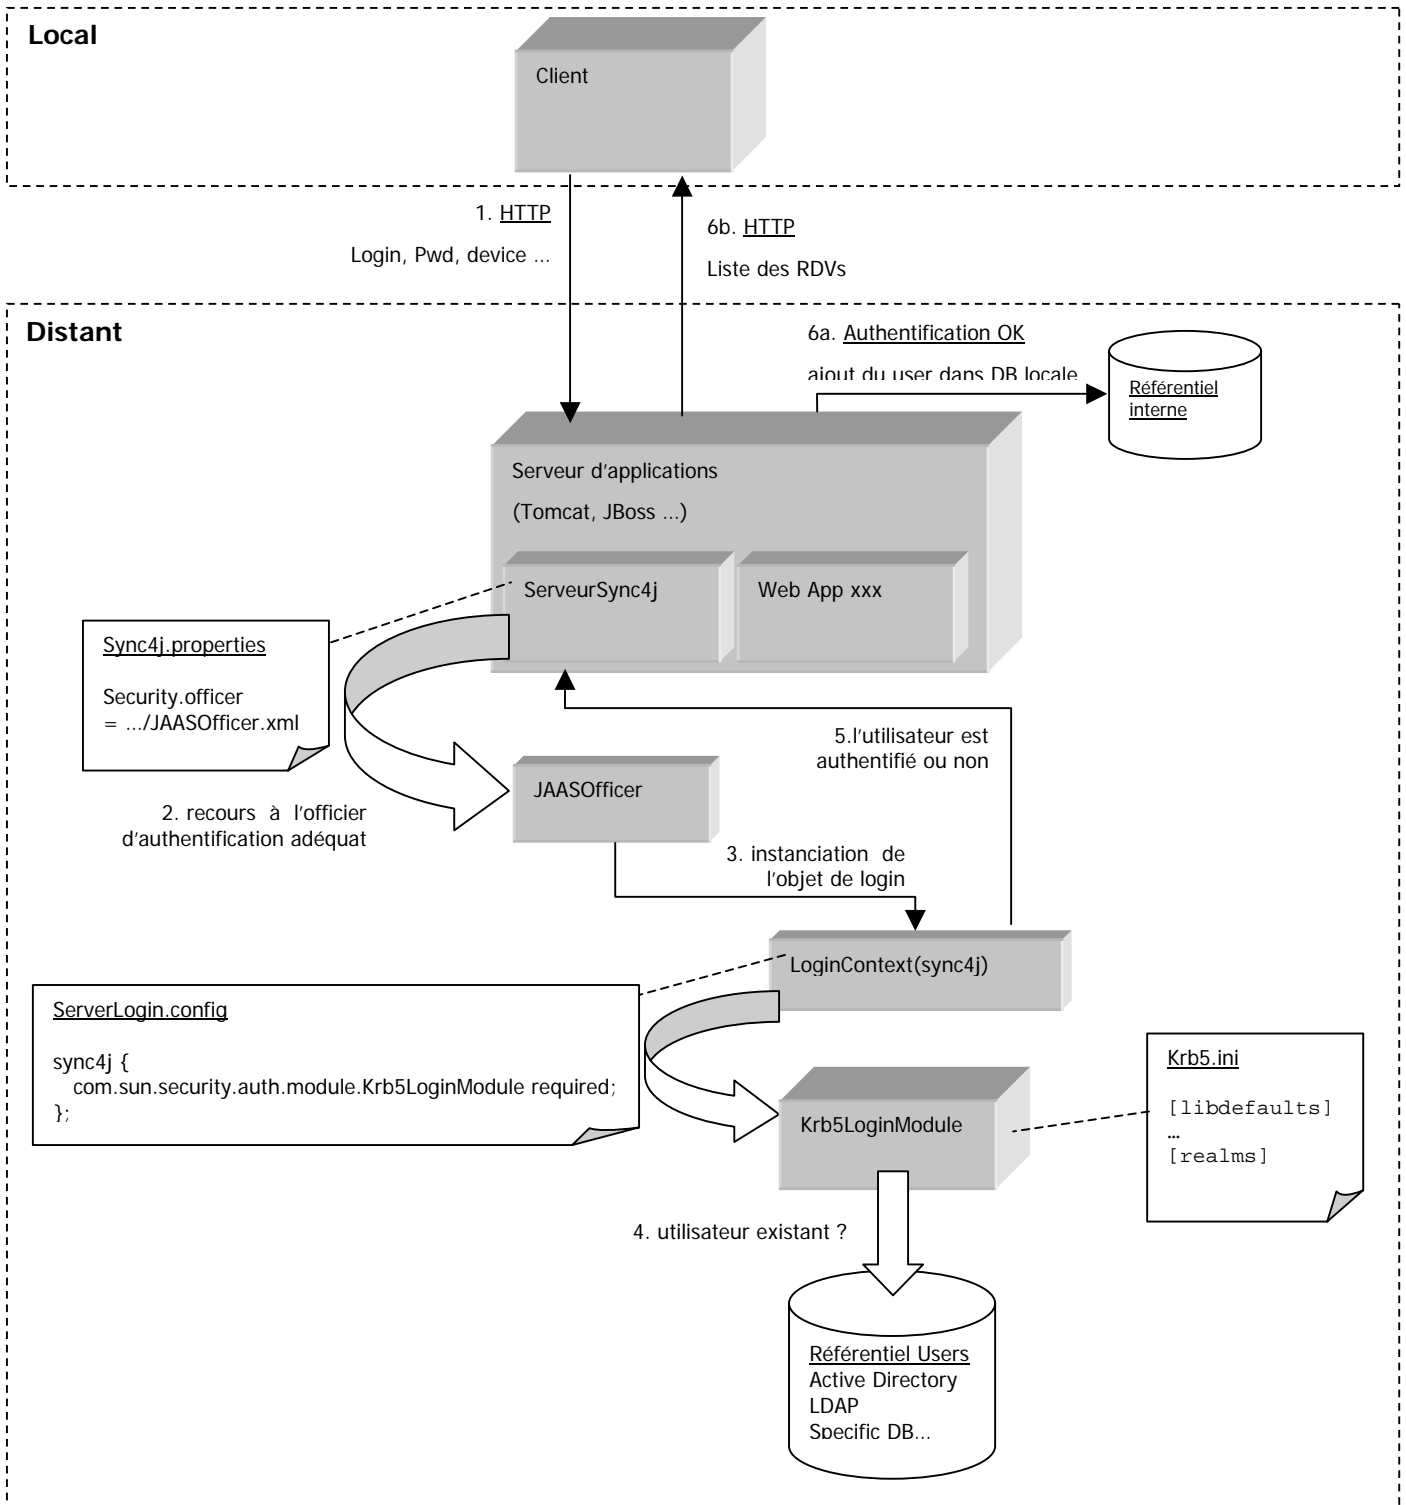 Local
Client
1. HTTP
Login, Pwd, device ...
6b. HTTP
Liste des RDVs
Distant
6a. Authentification OK
ajout du user dans DB locale
Référentiel
interne
Serveur d'applications
(Tomcat, JBoss ...)
ServeurSync4j
Web App xxx
Sync4j.properties
Security.officer
= .../JAASOfficer.xml
2. recours à l'officier
d'authentification adéquat
JAASOfficer
5.l'utilisateur est
authentifié ou non
3. instanciation de
l'objet de login
LoginContext(sync4j)
ServerLogin.config
sync4j {
com.sun.security.auth.module.Krb5LoginModule required;
};
Krb5LoginModule
Krb5.ini
[libdefaults]
...
[realms]
4. utilisateur existant ?
Référentiel Users
Active Directory
LDAP
Specific DB...